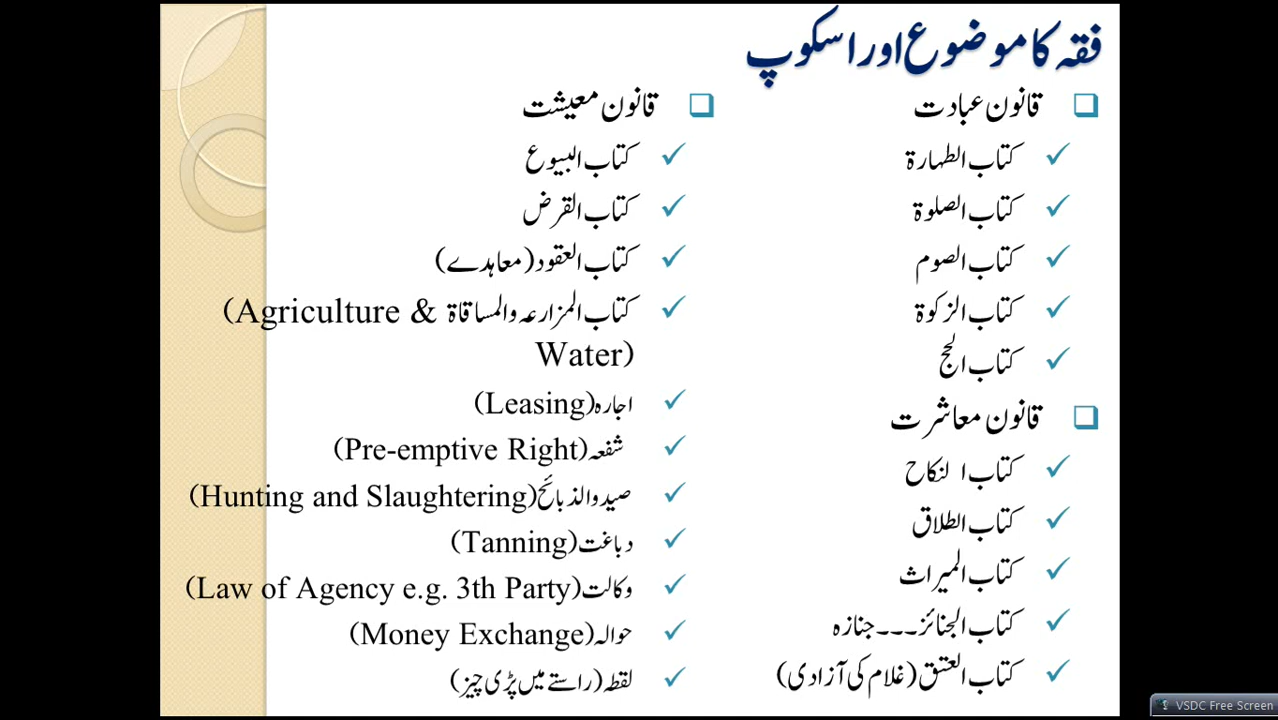 فقہ کا موضوع اور اسکوپ
قانون عبادت
کتاب الطہارۃ
کتاب الصلوۃ
کتاب الصوم
کتاب الزکوۃ
کتاب الحج
قانون معاشرت
کتاب ا لنکاح
کتاب الطلاق
کتاب المیراث
کتاب الجنائز۔۔۔جنازہ
کتاب العتق(غلام کی آزادی)
قانون معیشت
کتاب البیوع
کتاب القرض
کتاب العقود(معاہدے)
کتاب المزارعہ والمساقاۃ (Agriculture &
Water)
اجارہ(Leasing)
شفعہ(Pre-emptive Right)
صید والذبائح(Hunting and Slaughtering)
دباغت(Tanning)
وکالت(Law of Agency e.g. 3th Party)
حوالہ(Money Exchange)
لقطہ(راستے میں پڑی چیز)
VSDC Free Screen